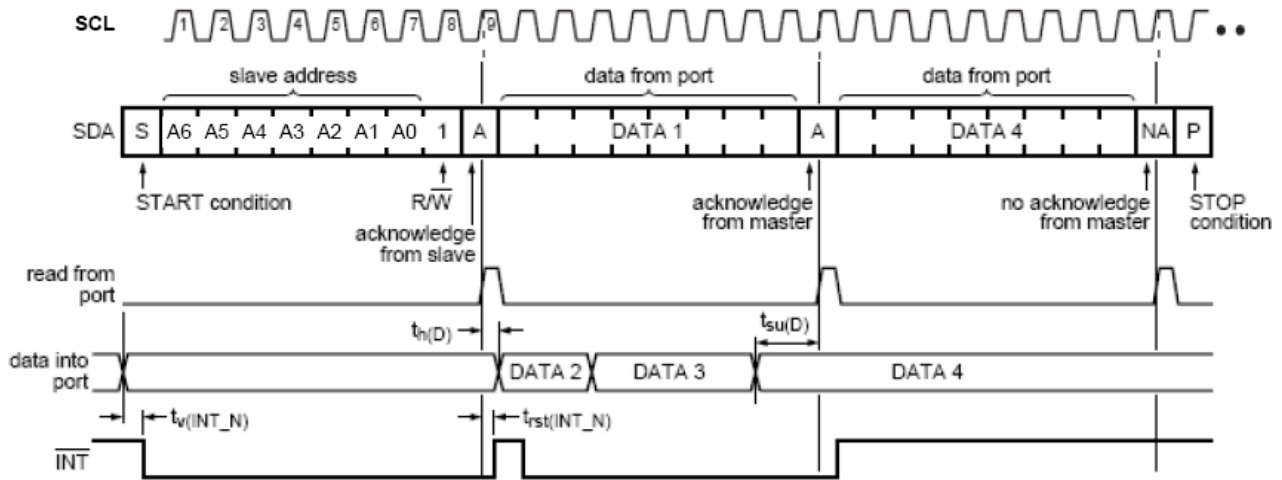 SCL 1 2 3 4 5 6 7 8 9
slave address data from port data from port
SDA S A6 A5 A4 A3 A2 A1 A0 1 A DATA 1 A DATA 4 NA P
START condition
R/W̅
acknowledge
from slave
acknowledge
from master
no acknowledge
from master
STOP
condition
read from
port
th(D)
tsu(D)
data into
port
DATA 2 DATA 3 DATA 4
tv(INT_N)
trst(INT_N)
I̅N̅T̅